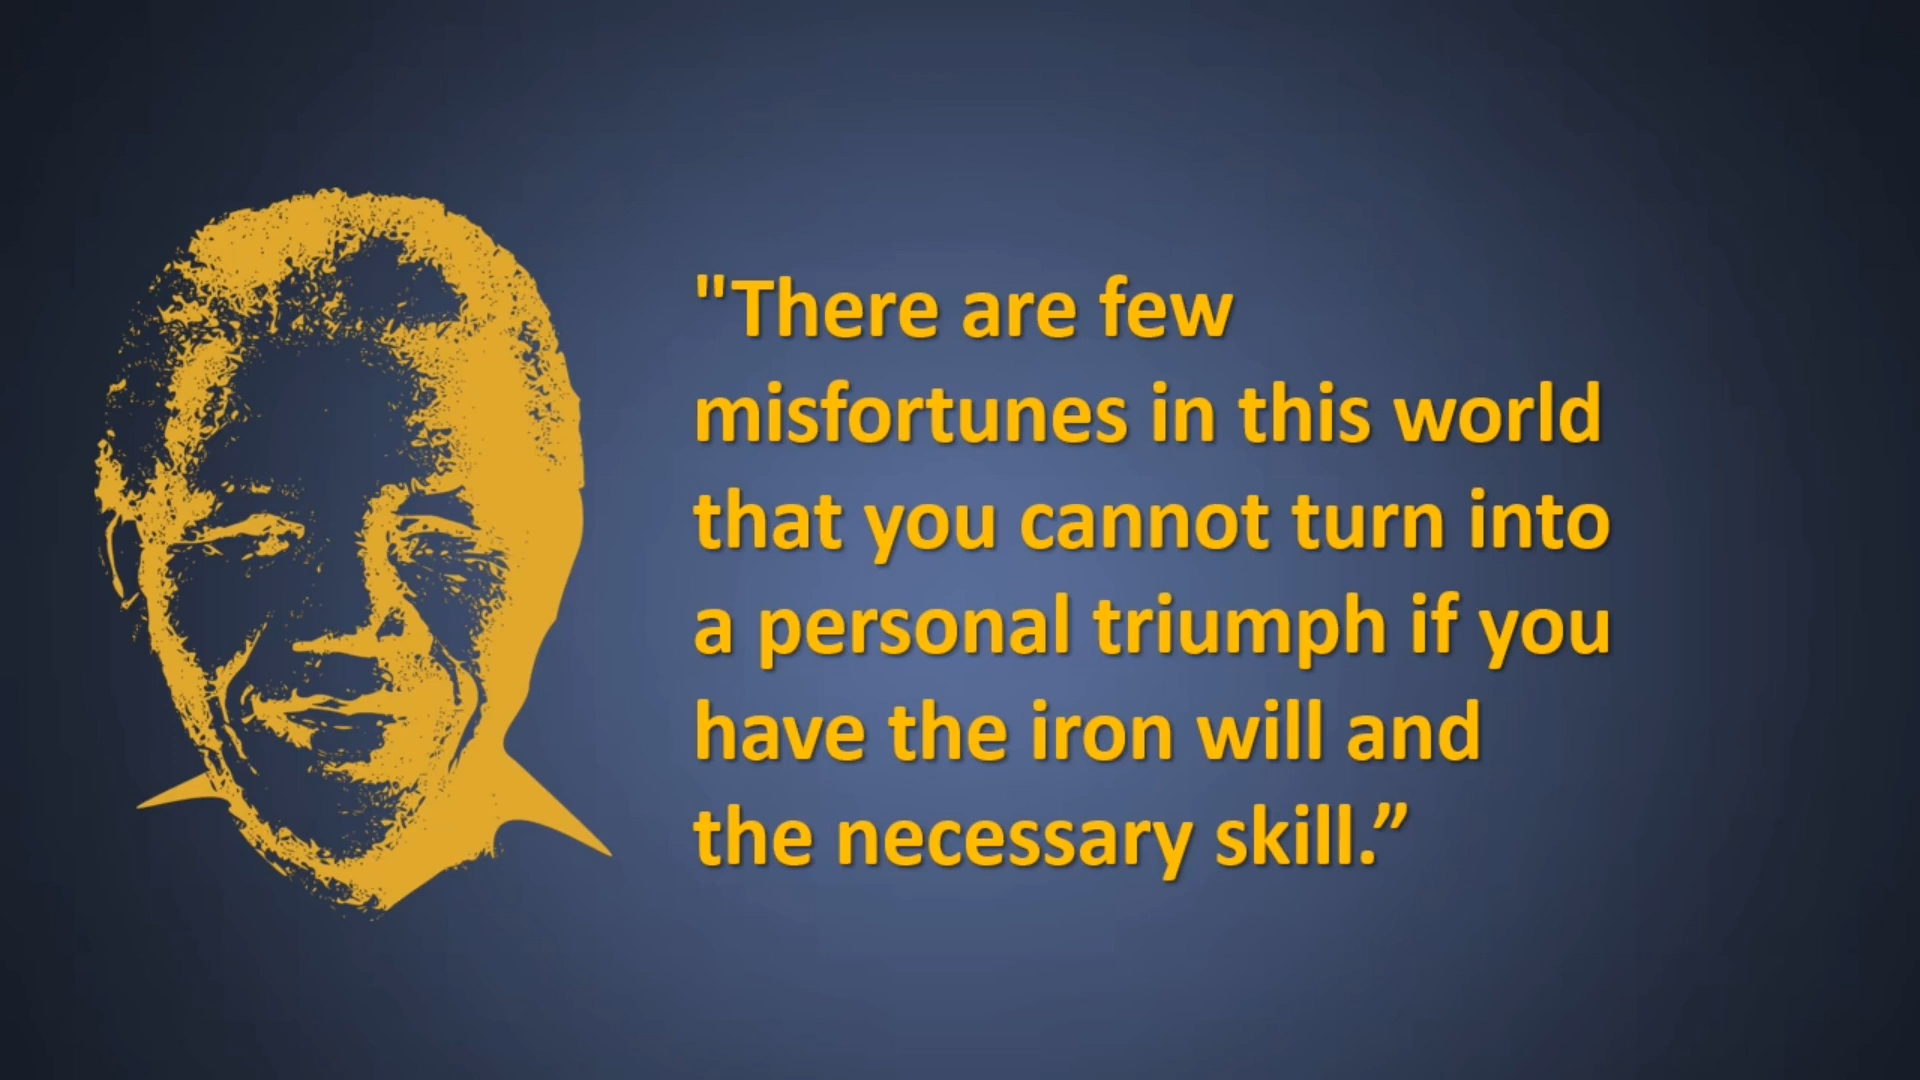 "There are few
misfortunes in this world
that you cannot turn into
a personal triumph if you
have the iron will and
the necessary skill.”